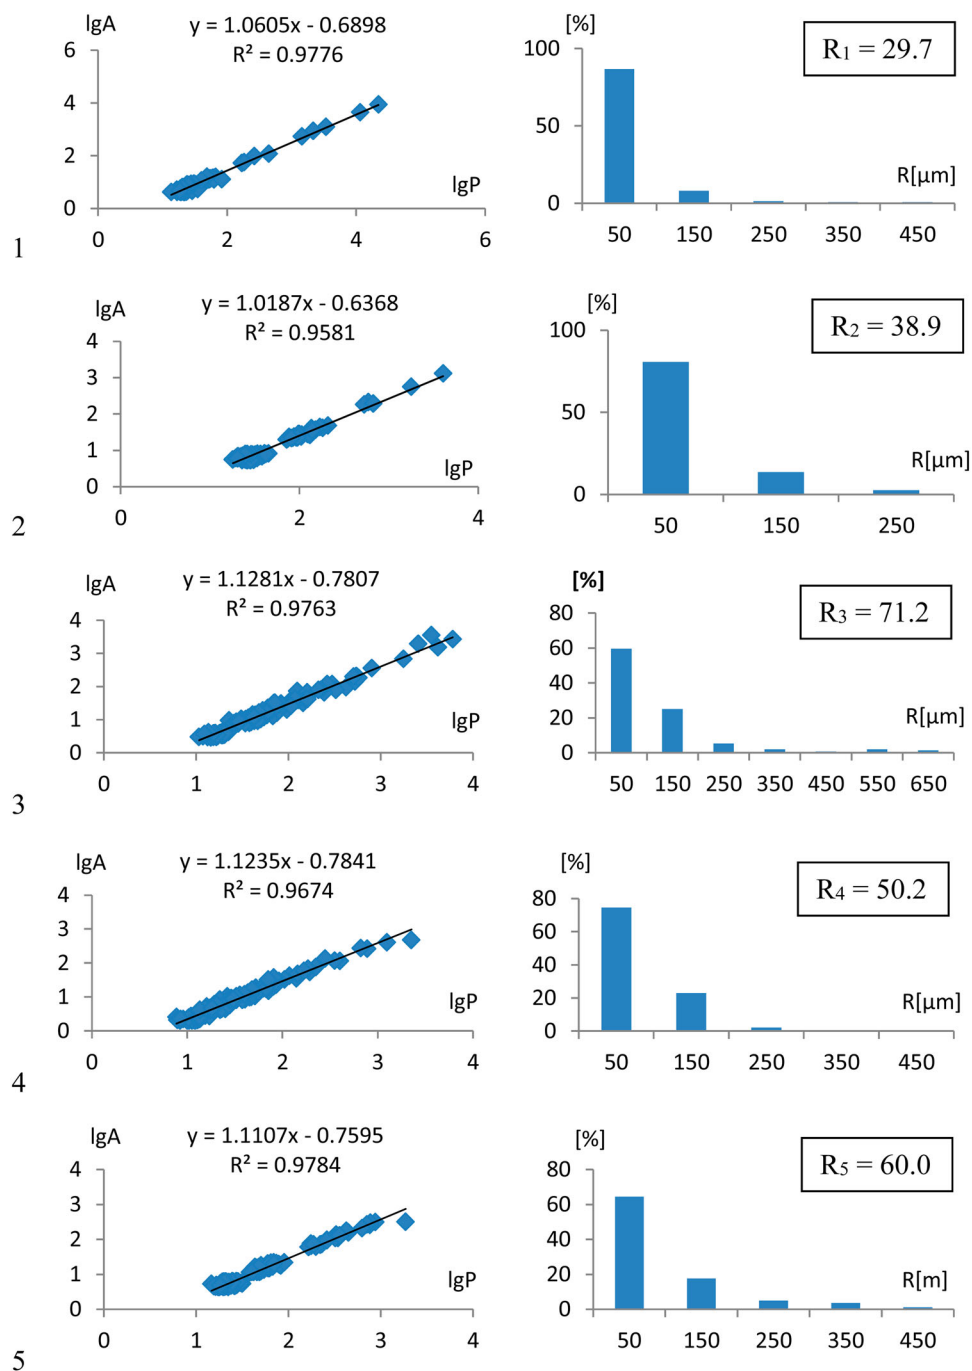 lgA
y = 1.0605x - 0.6898
R² = 0.9776
6
4
2
0
lgP
0 2 4 6
[%]
R₁ = 29.7
100
50
0
R[μm]
50 150 250 350 450
1
lgA
y = 1.0187x - 0.6368
R² = 0.9581
4
3
2
1
0
lgP
0 2 4
[%]
R₂ = 38.9
100
50
0
R[μm]
50 150 250
2
lgA
y = 1.1281x - 0.7807
R² = 0.9763
4
3
2
1
0
lgP
0 1 2 3 4
[%]
R₃ = 71.2
80
60
40
20
0
R[μm]
50 150 250 350 450 550 650
3
lgA
y = 1.1235x - 0.7841
R² = 0.9674
4
3
2
1
0
lgP
0 1 2 3 4
[%]
R₄ = 50.2
80
60
40
20
0
R[μm]
50 150 250 350 450
4
lgA
y = 1.1107x - 0.7595
R² = 0.9784
4
3
2
1
0
lgP
0 1 2 3 4
[%]
R₅ = 60.0
80
60
40
20
0
R[m]
50 150 250 350 450
5